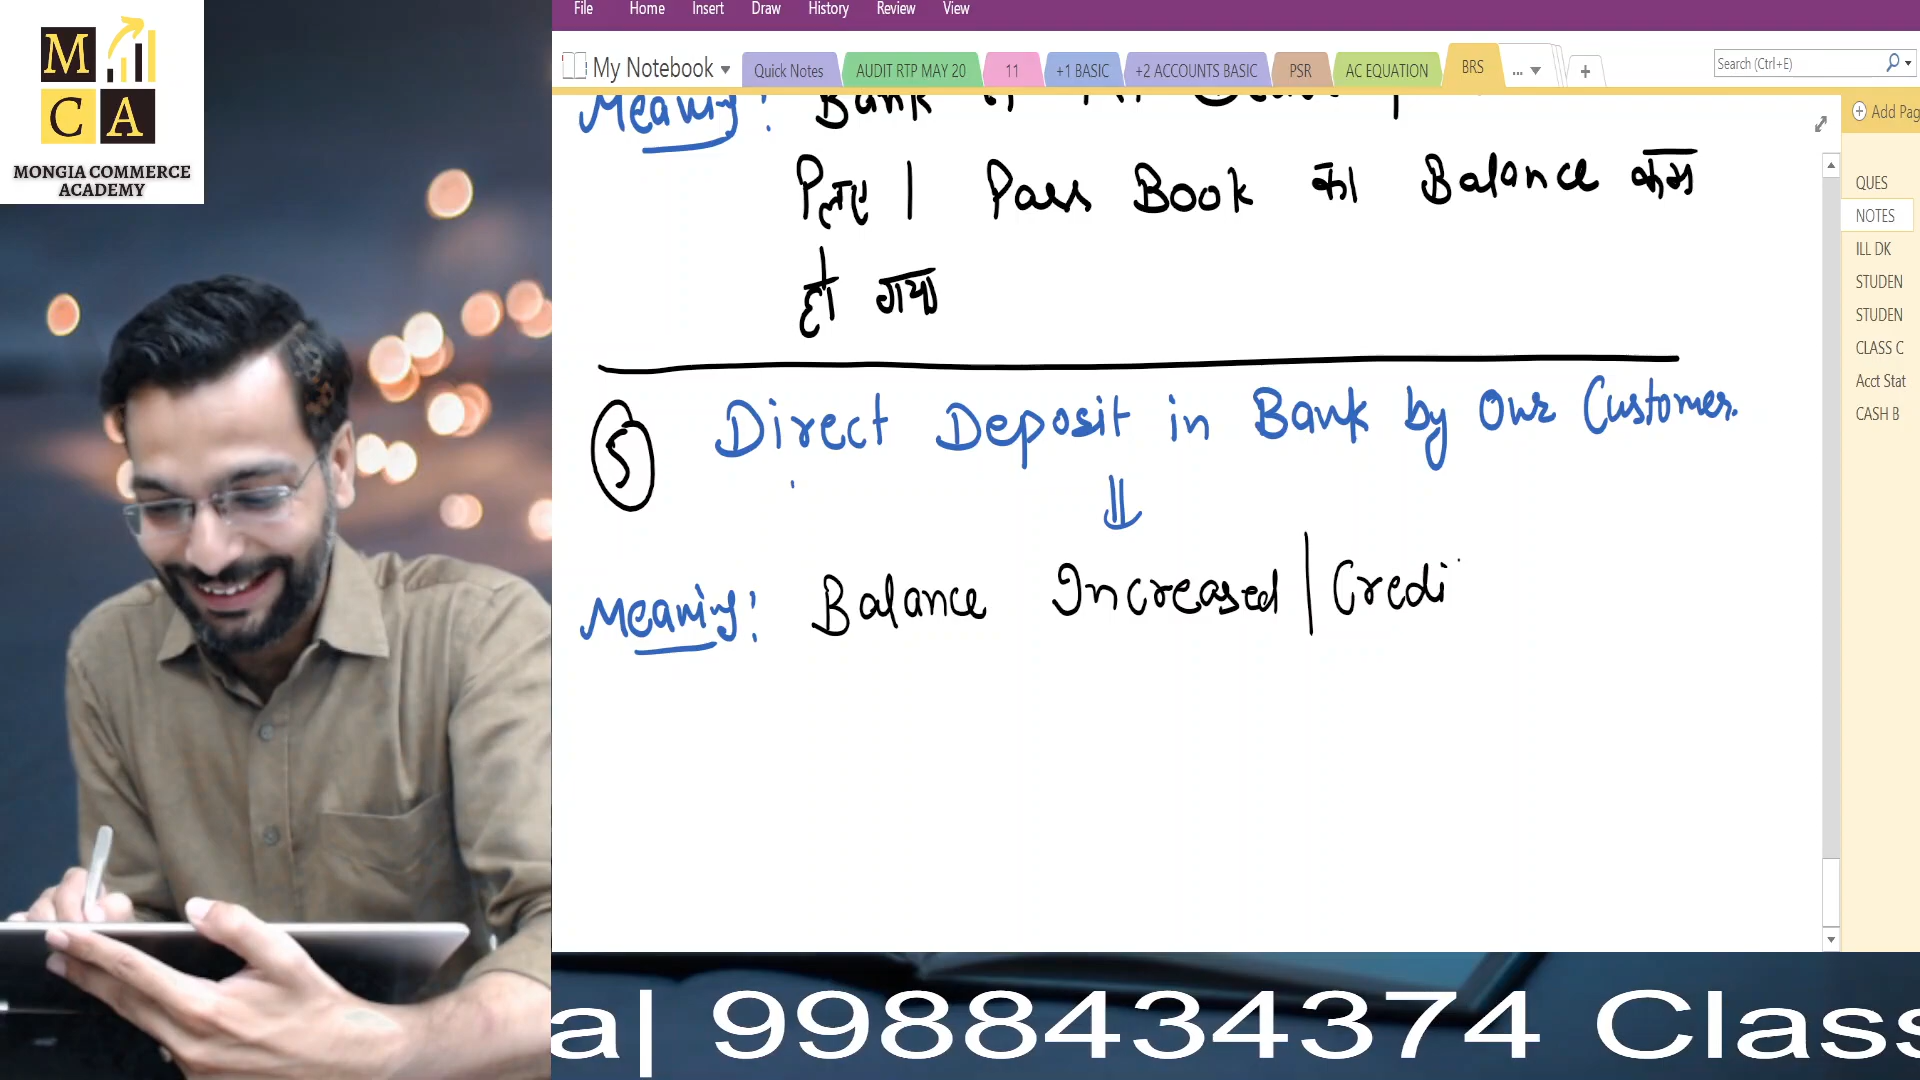 M
C A
MONGIA COMMERCE
ACADEMY
File Home Insert Draw History Review View
My Notebook Quick Notes AUDIT RTP MAY 20 11 +1 BASIC +2 ACCOUNTS BASIC PSR AC EQUATION BRS ... + Search (Ctrl+E)
Add Pag
QUES
NOTES
ILL DK
STUDEN
STUDEN
CLASS C
Acct Stat
CASH B
Meaning: Bank
लिए | Pass Book का Balance कम
हो गया
5 Direct Deposit in Bank by Our Customer.
Meaning: Balance Increased | Credi
a| 9988434374 Class